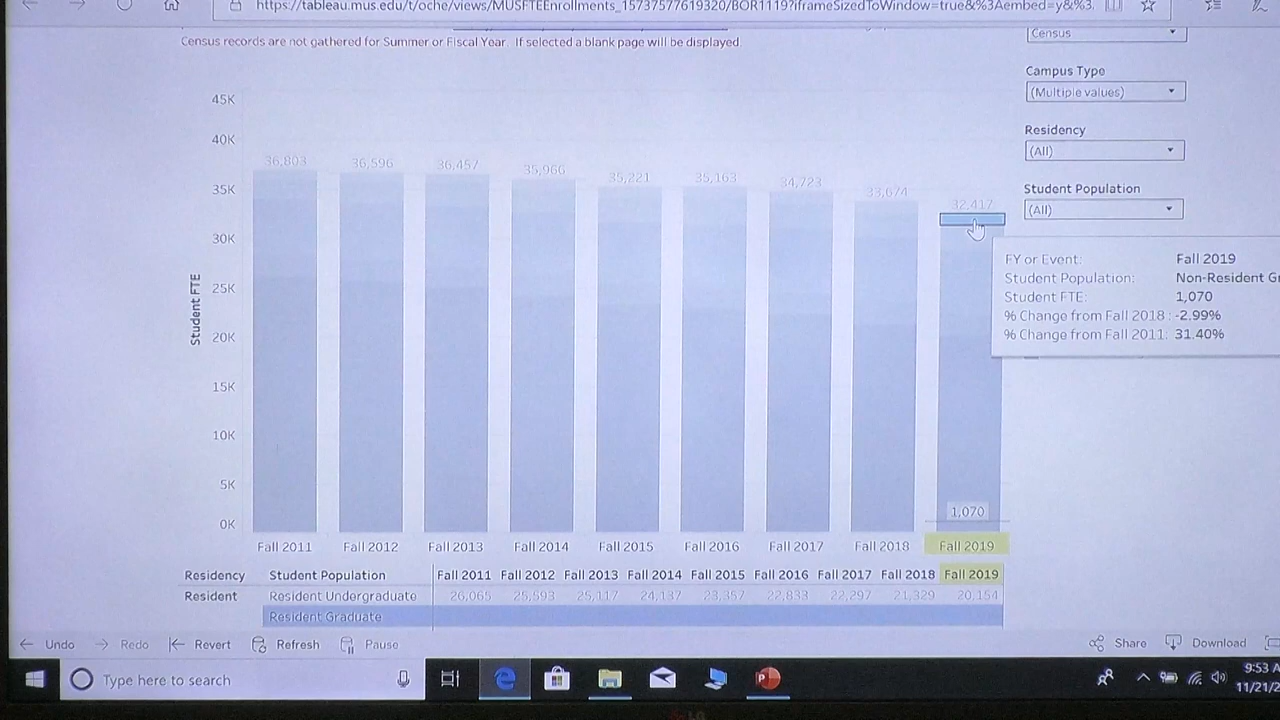 https://tableau.mus.edu/t/oche/views/MUSFTEEnrollments_15737577619320/BOR1119?iframeSizedToWindow=true&%3Aembed=y&%3.
Census records are not gathered for Summer or Fiscal Year. If selected a blank page will be displayed
Census
Campus Type
(Multiple values)
Residency
(All)
Student Population
(All)
45K
40K
35K
30K
25K
20K
15K
10K
5K
0K
Student FTE
36,803
36,596
36,457
35,966
35,221
35,163
34,723
33,674
32,417
FY or Event: Fall 2019
Student Population: Non-Resident Gr
Student FTE: 1,070
% Change from Fall 2018 : -2.99%
% Change from Fall 2011: 31.40%
1,070
Fall 2011 Fall 2012 Fall 2013 Fall 2014 Fall 2015 Fall 2016 Fall 2017 Fall 2018 Fall 2019
Residency Student Population Fall 2011 Fall 2012 Fall 2013 Fall 2014 Fall 2015 Fall 2016 Fall 2017 Fall 2018 Fall 2019
Resident Resident Undergraduate 26,065 25,593 25,117 24,137 23,357 22,833 22,297 21,329 20,154
Resident Graduate
Undo Redo Revert Refresh Pause Share Download
Type here to search
9:53 A
11/21/2